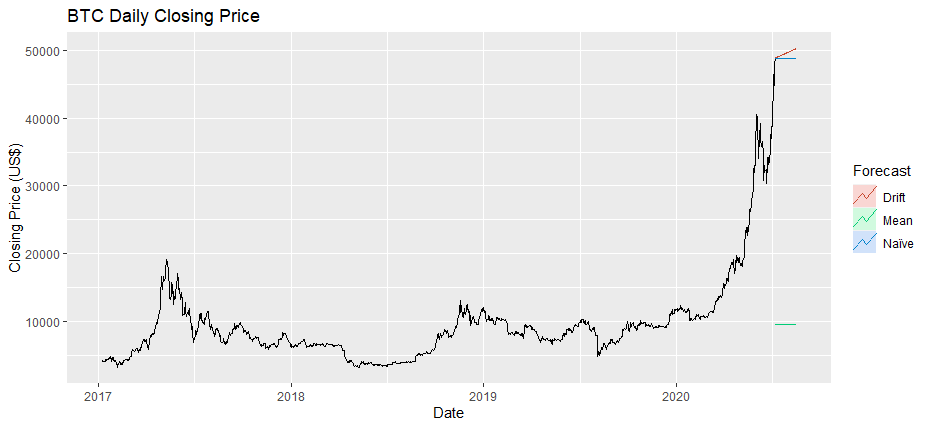 BTC Daily Closing Price
Closing Price (US$)
50000
40000
30000
20000
10000
2017
2018
2019
2020
Date
Forecast
Drift
Mean
Naïve